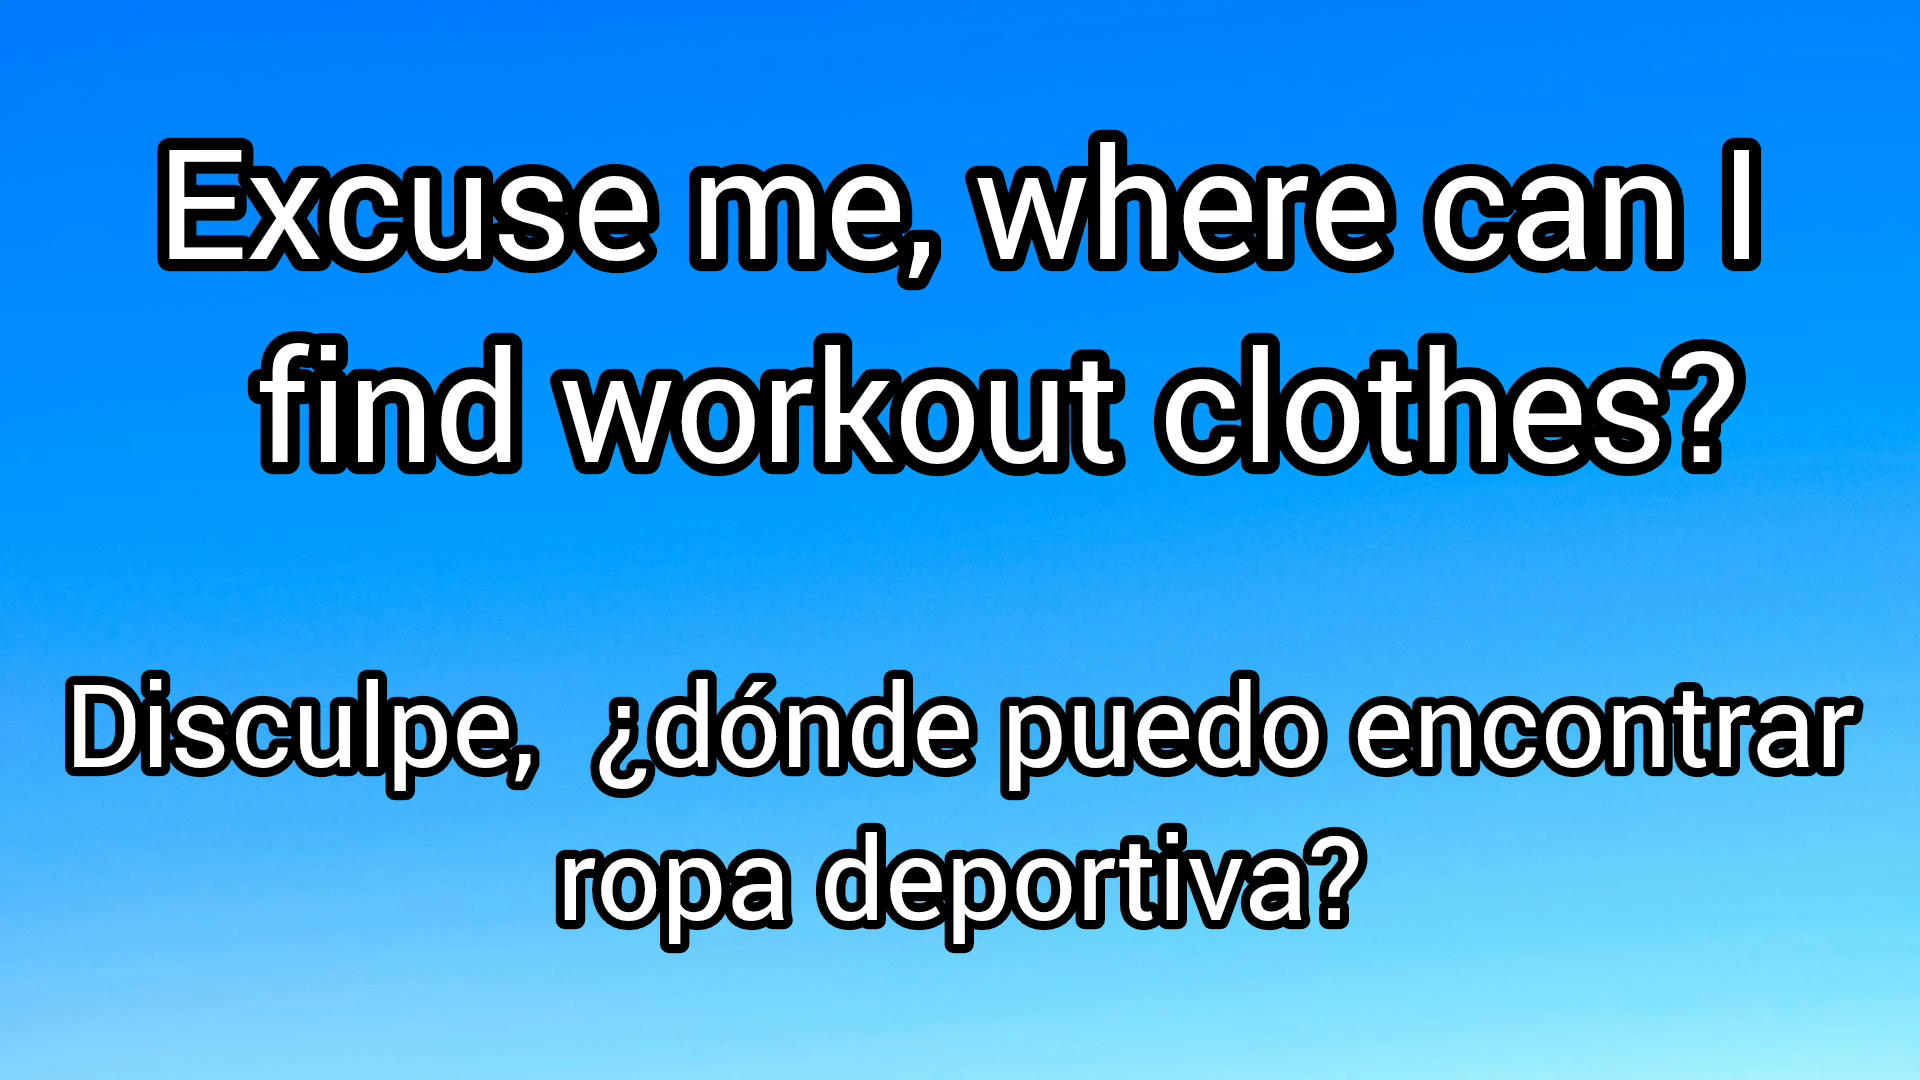 Excuse me, where can I
find workout clothes?
Disculpe, ¿dónde puedo encontrar
ropa deportiva?